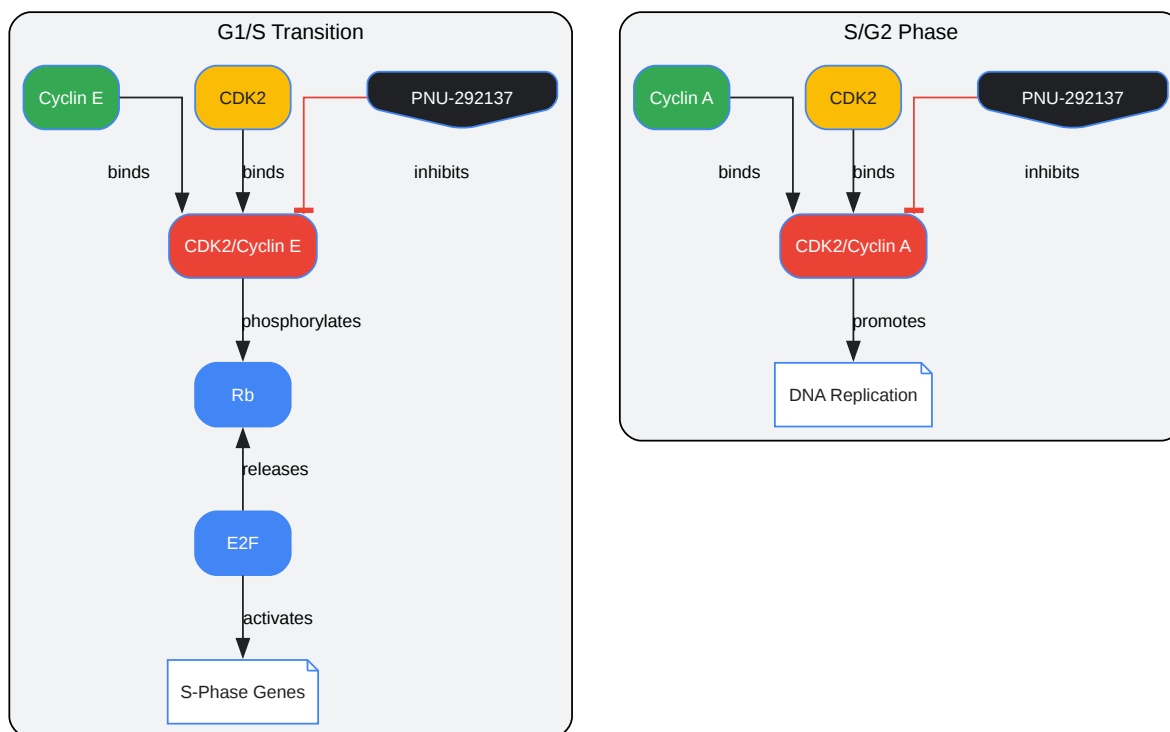 G1/S Transition
Cyclin E
CDK2
PNU-292137
binds
binds
inhibits
CDK2/Cyclin E
phosphorylates
Rb
releases
E2F
activates
S-Phase Genes
S/G2 Phase
Cyclin A
CDK2
PNU-292137
binds
binds
inhibits
CDK2/Cyclin A
promotes
DNA Replication